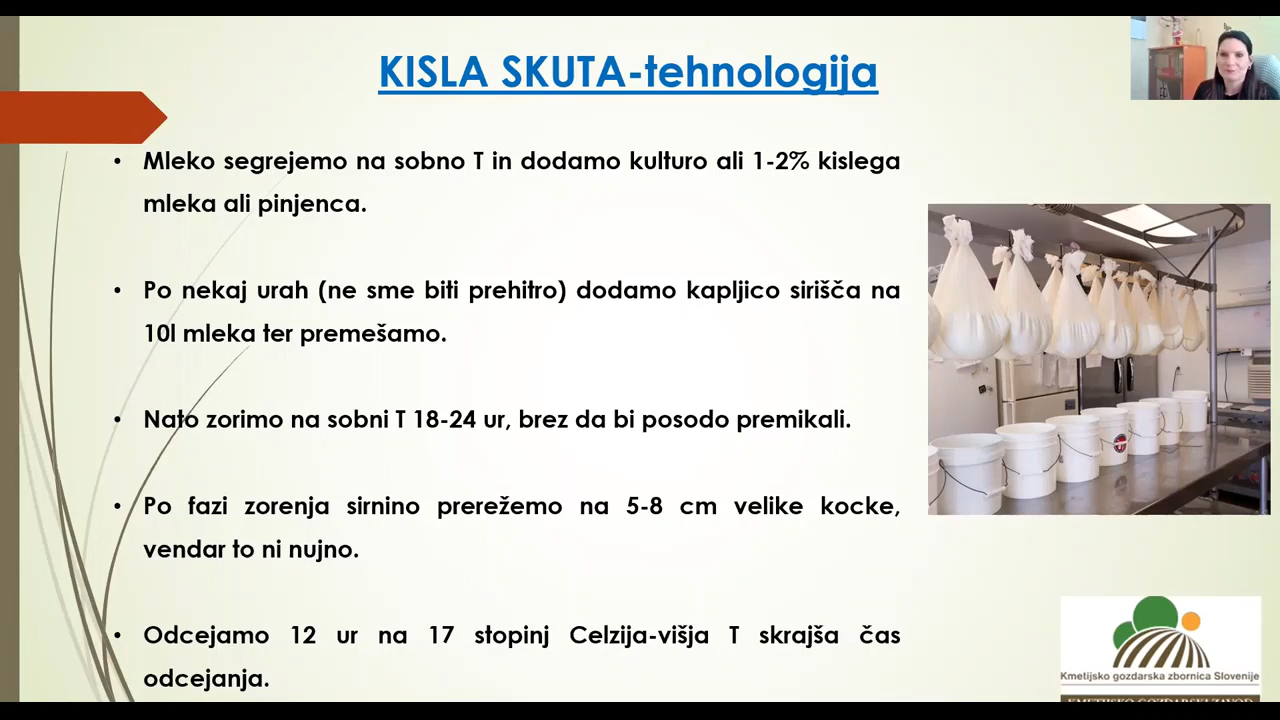 KISLA SKUTA-tehnologija
• Mleko segrejemo na sobno T in dodamo kulturo ali 1-2% kislega
mleka ali pinjenca.
• Po nekaj urah (ne sme biti prehitro) dodamo kapljico sirišča na
10l mleka ter premešamo.
• Nato zorimo na sobni T 18-24 ur, brez da bi posodo premikali.
• Po fazi zorenja sirnino prerežemo na 5-8 cm velike kocke,
vendar to ni nujno.
• Odcejamo 12 ur na 17 stopinj Celzija-višja T skrajša čas
odcejanja.
Kmetijsko gozdarska zbornica Slovenije
KMETIJSKO GOZDARSKI ZAVOD